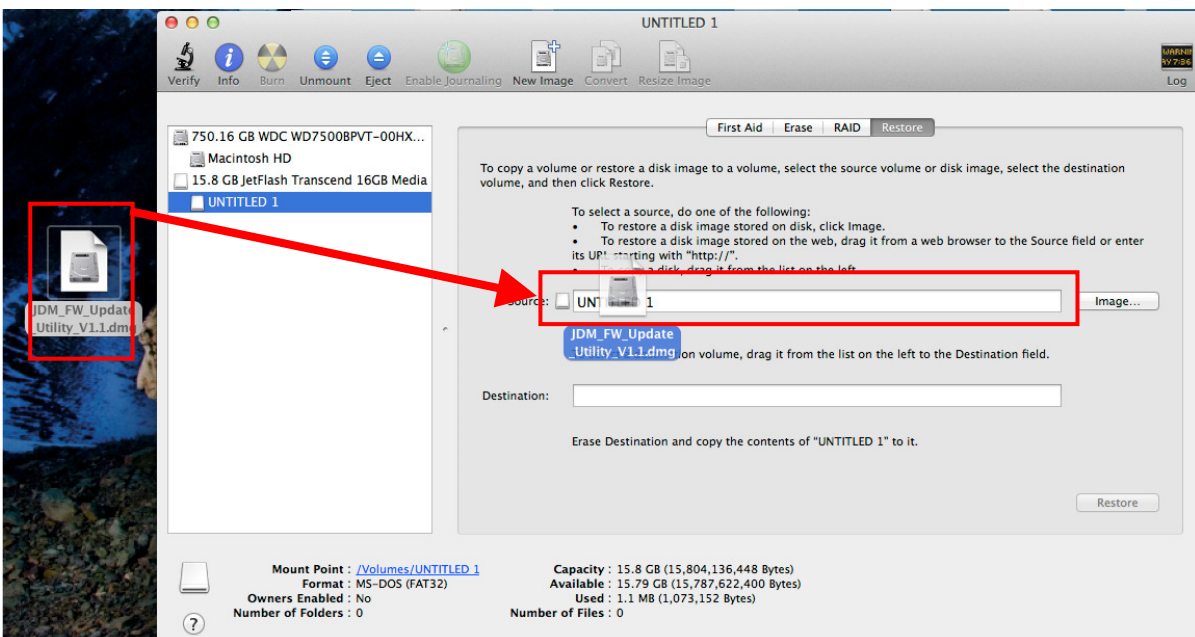 UNTITLED 1
Verify Info Burn Unmount Eject Enable Journaling New Image Convert Resize Image Log
750.16 GB WDC WD7500BPVT-00HX...
Macintosh HD
15.8 GB JetFlash Transcend 16GB Media
UNTITLED 1
First Aid Erase RAID Restore
To copy a volume or restore a disk image to a volume, select the source volume or disk image, select the destination
volume, and then click Restore.
To select a source, do one of the following:
• To restore a disk image stored on disk, click Image.
• To restore a disk image stored on the web, drag it from a web browser to the Source field or enter
its URL starting with "http://".
• a disk, drag it from the list on the left
JDM_FW_Update
_Utility_V1.1.dmg
Source: UNTITLED 1 Image...
JDM_FW_Update
_Utility_V1.1.dmg
on volume, drag it from the list on the left to the Destination field.
Destination:
Erase Destination and copy the contents of "UNTITLED 1" to it.
Restore
Mount Point : /Volumes/UNTITLED 1
Format : MS-DOS (FAT32)
Owners Enabled : No
Number of Folders : 0
Capacity : 15.8 GB (15,804,136,448 Bytes)
Available : 15.79 GB (15,787,622,400 Bytes)
Used : 1.1 MB (1,073,152 Bytes)
Number of Files : 0
?